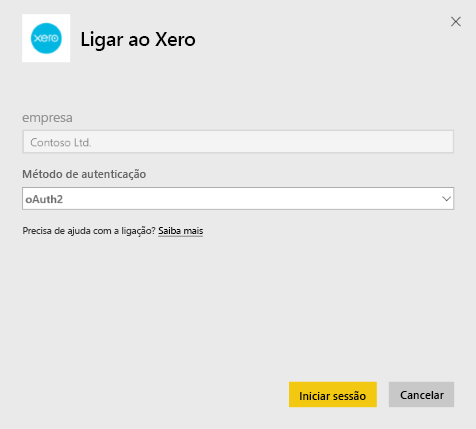 xero
Ligar ao Xero
empresa
Contoso Ltd.
Método de autenticação
oAuth2
Precisa de ajuda com a ligação? Saiba mais
Iniciar sessão
Cancelar